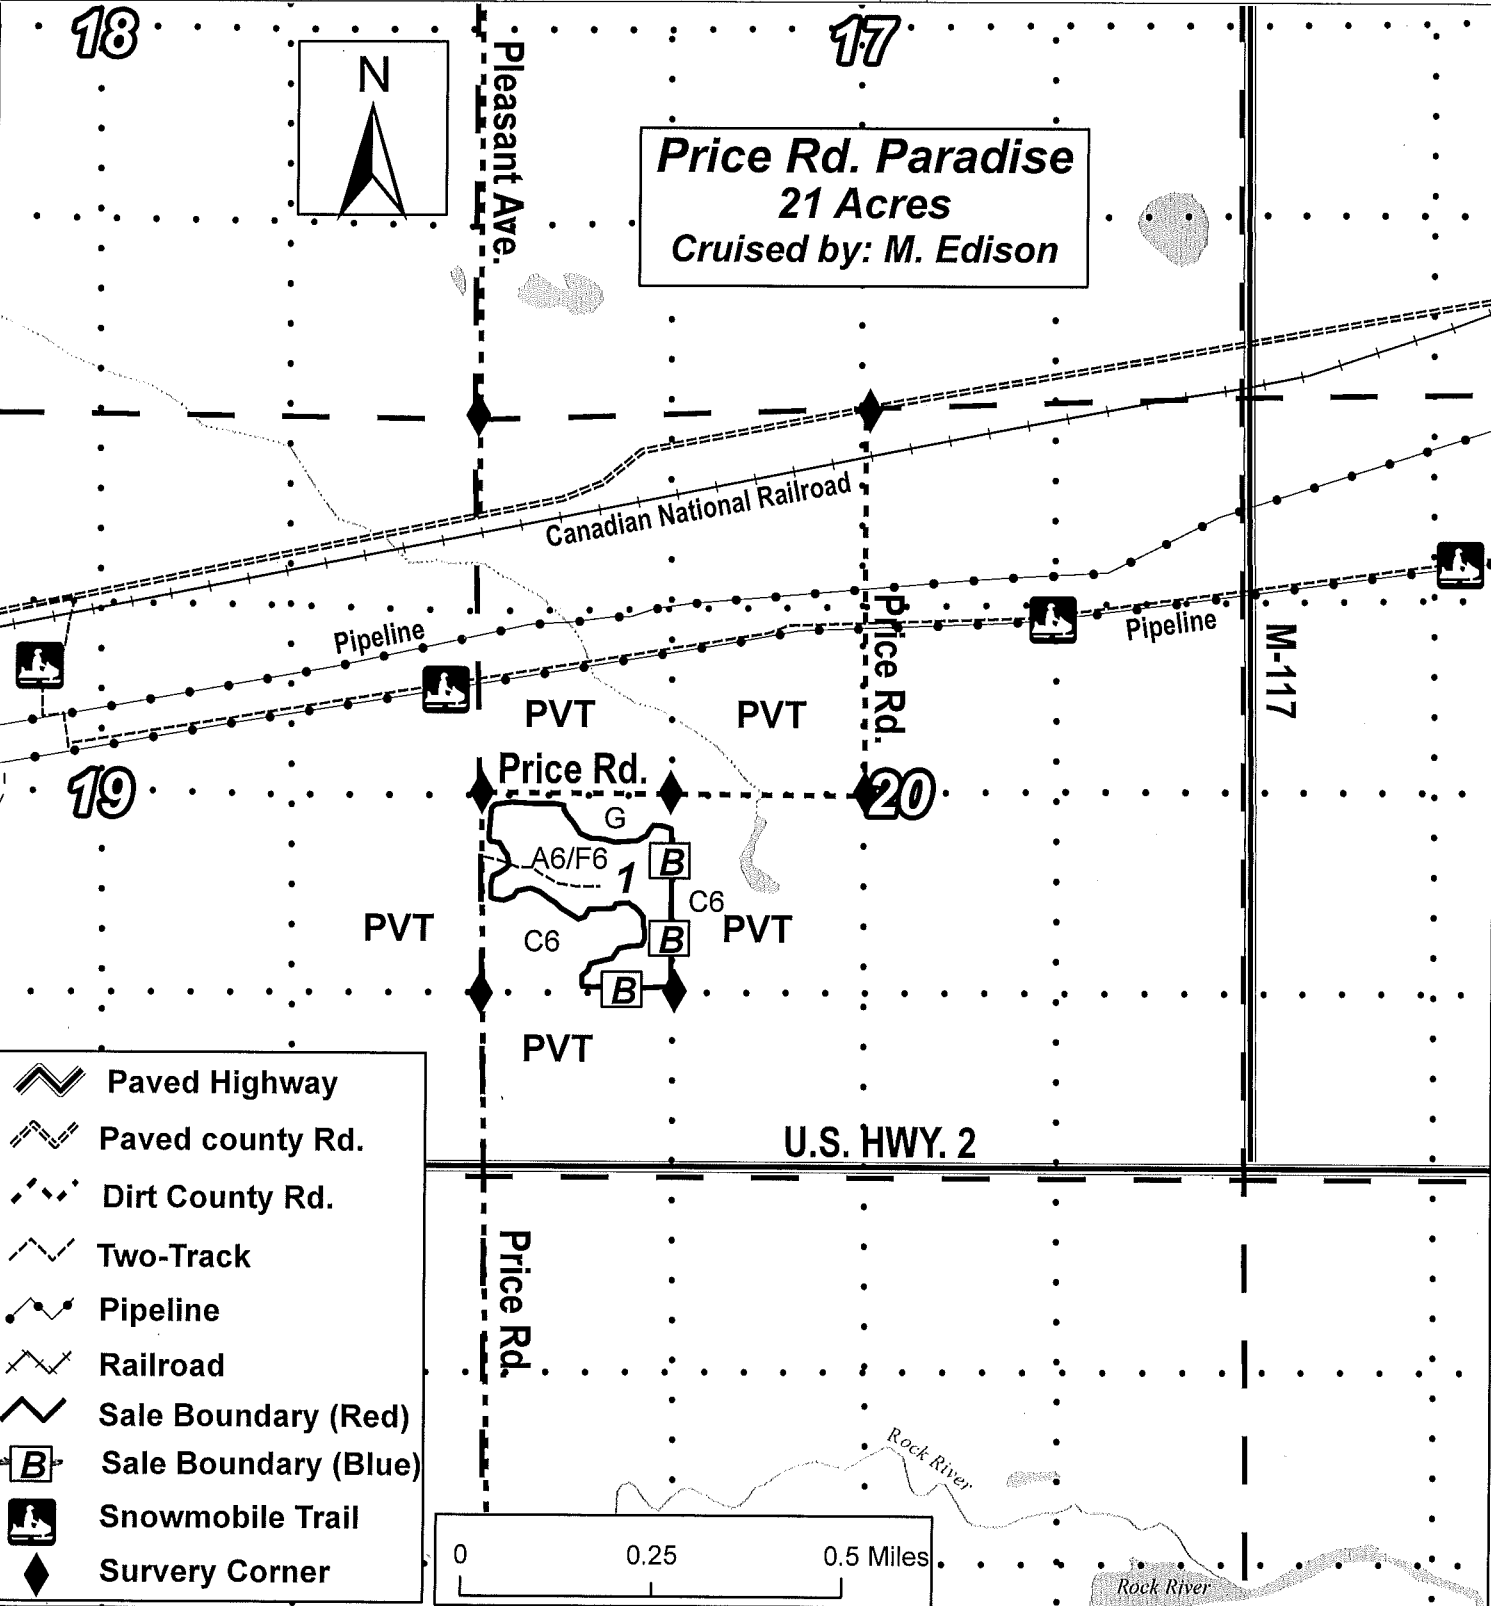 18
17
N
Pleasant Ave.
Price Rd. Paradise
21 Acres
Cruised by: M. Edison
Canadian National Railroad
Pipeline
Price Rd.
Pipeline
M-117
PVT
PVT
Price Rd.
19
20
G
A6/F6
1
B
C6
PVT
C6
B
PVT
B
PVT
U.S. HWY. 2
Price Rd.
Paved Highway
Paved county Rd.
Dirt County Rd.
Two-Track
Pipeline
Railroad
Sale Boundary (Red)
B Sale Boundary (Blue)
Snowmobile Trail
Survery Corner
Rock River
0 0.25 0.5 Miles
Rock River